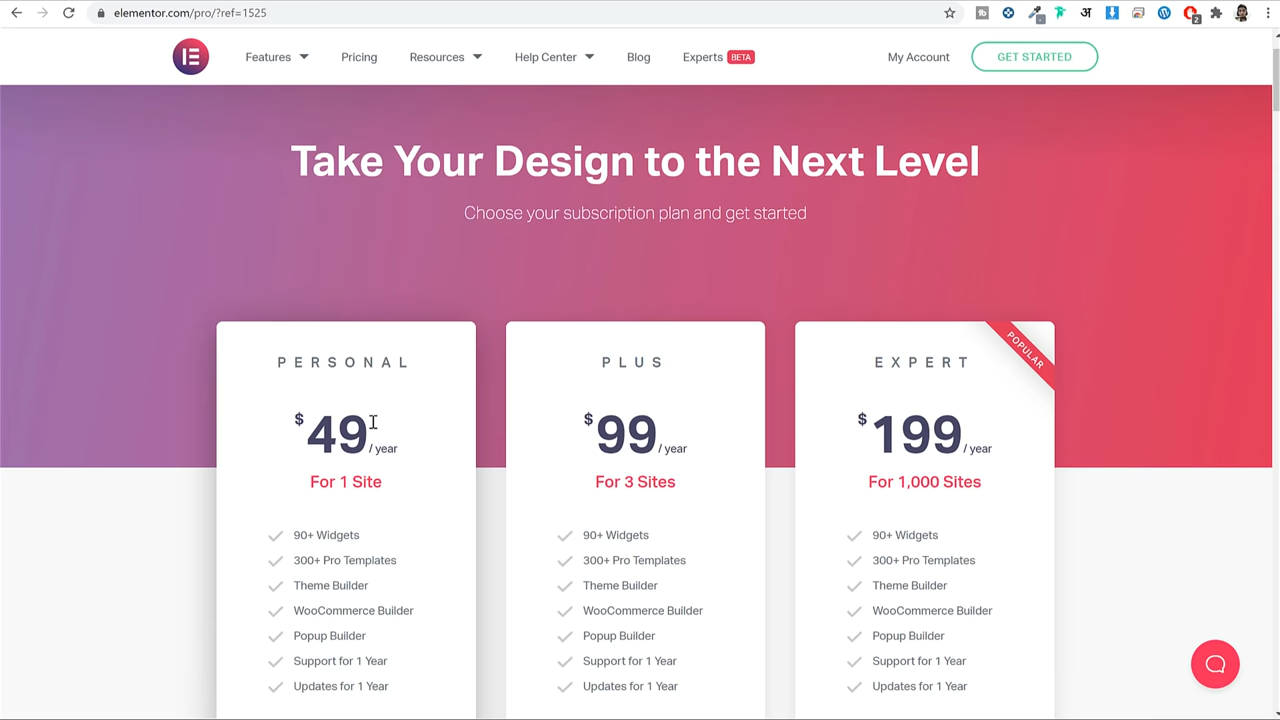 elementor.com/pro/?ref=1525
अ
2
Features
Pricing
Resources
Help Center
Blog
Experts BETA
My Account
GET STARTED
Take Your Design to the Next Level
Choose your subscription plan and get started
PERSONAL
$49/ year
For 1 Site
90+ Widgets
300+ Pro Templates
Theme Builder
WooCommerce Builder
Popup Builder
Support for 1 Year
Updates for 1 Year
PLUS
$99/ year
For 3 Sites
90+ Widgets
300+ Pro Templates
Theme Builder
WooCommerce Builder
Popup Builder
Support for 1 Year
Updates for 1 Year
POPULAR
EXPERT
$199/ year
For 1,000 Sites
90+ Widgets
300+ Pro Templates
Theme Builder
WooCommerce Builder
Popup Builder
Support for 1 Year
Updates for 1 Year